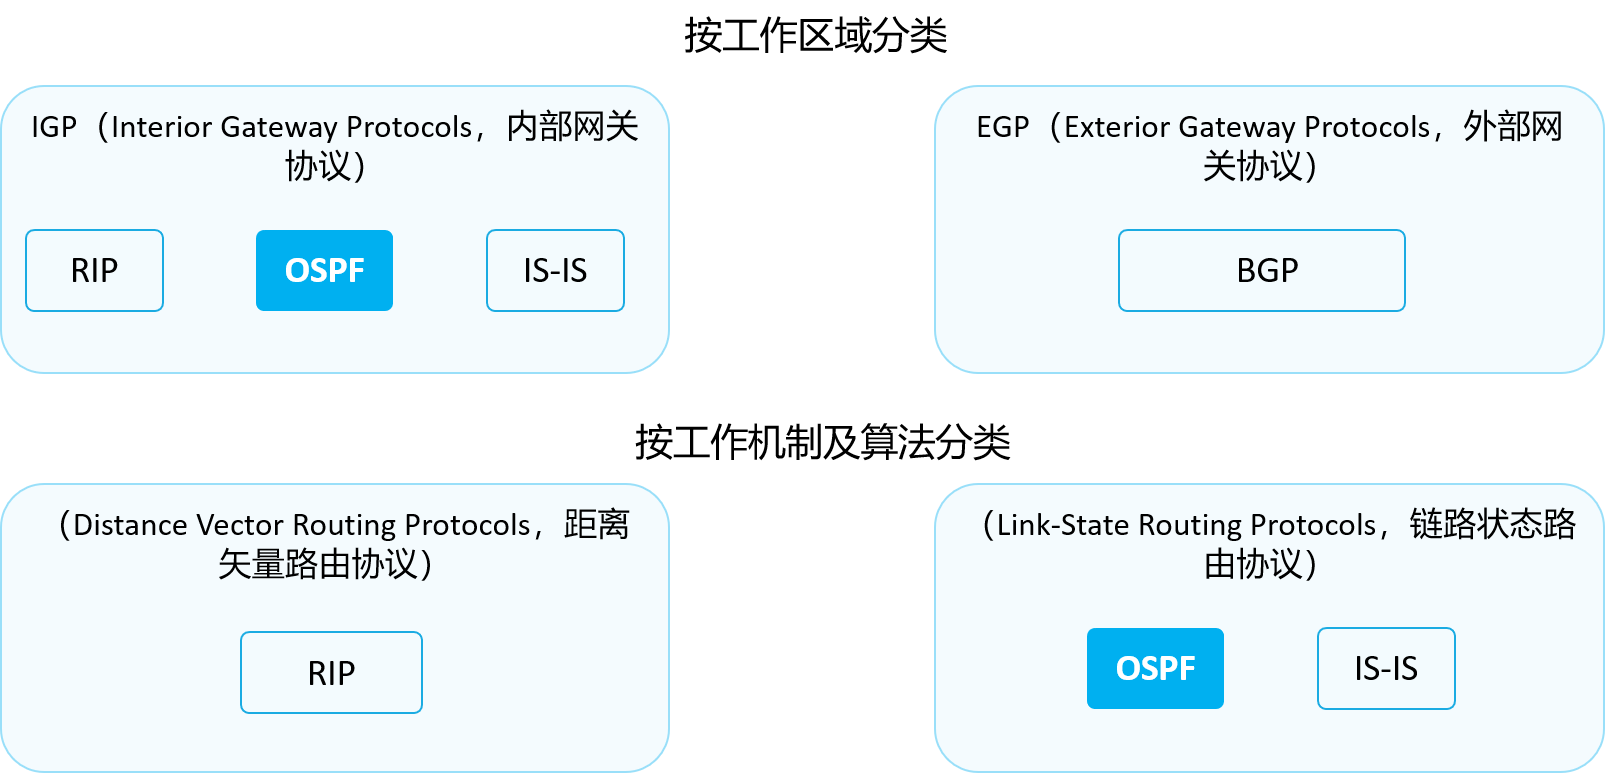 按工作区域分类
IGP（Interior Gateway Protocols，内部网关
协议）
RIP
OSPF
IS-IS
EGP（Exterior Gateway Protocols，外部网
关协议）
BGP
按工作机制及算法分类
（Distance Vector Routing Protocols，距离
矢量路由协议）
RIP
（Link-State Routing Protocols，链路状态路
由协议）
OSPF
IS-IS